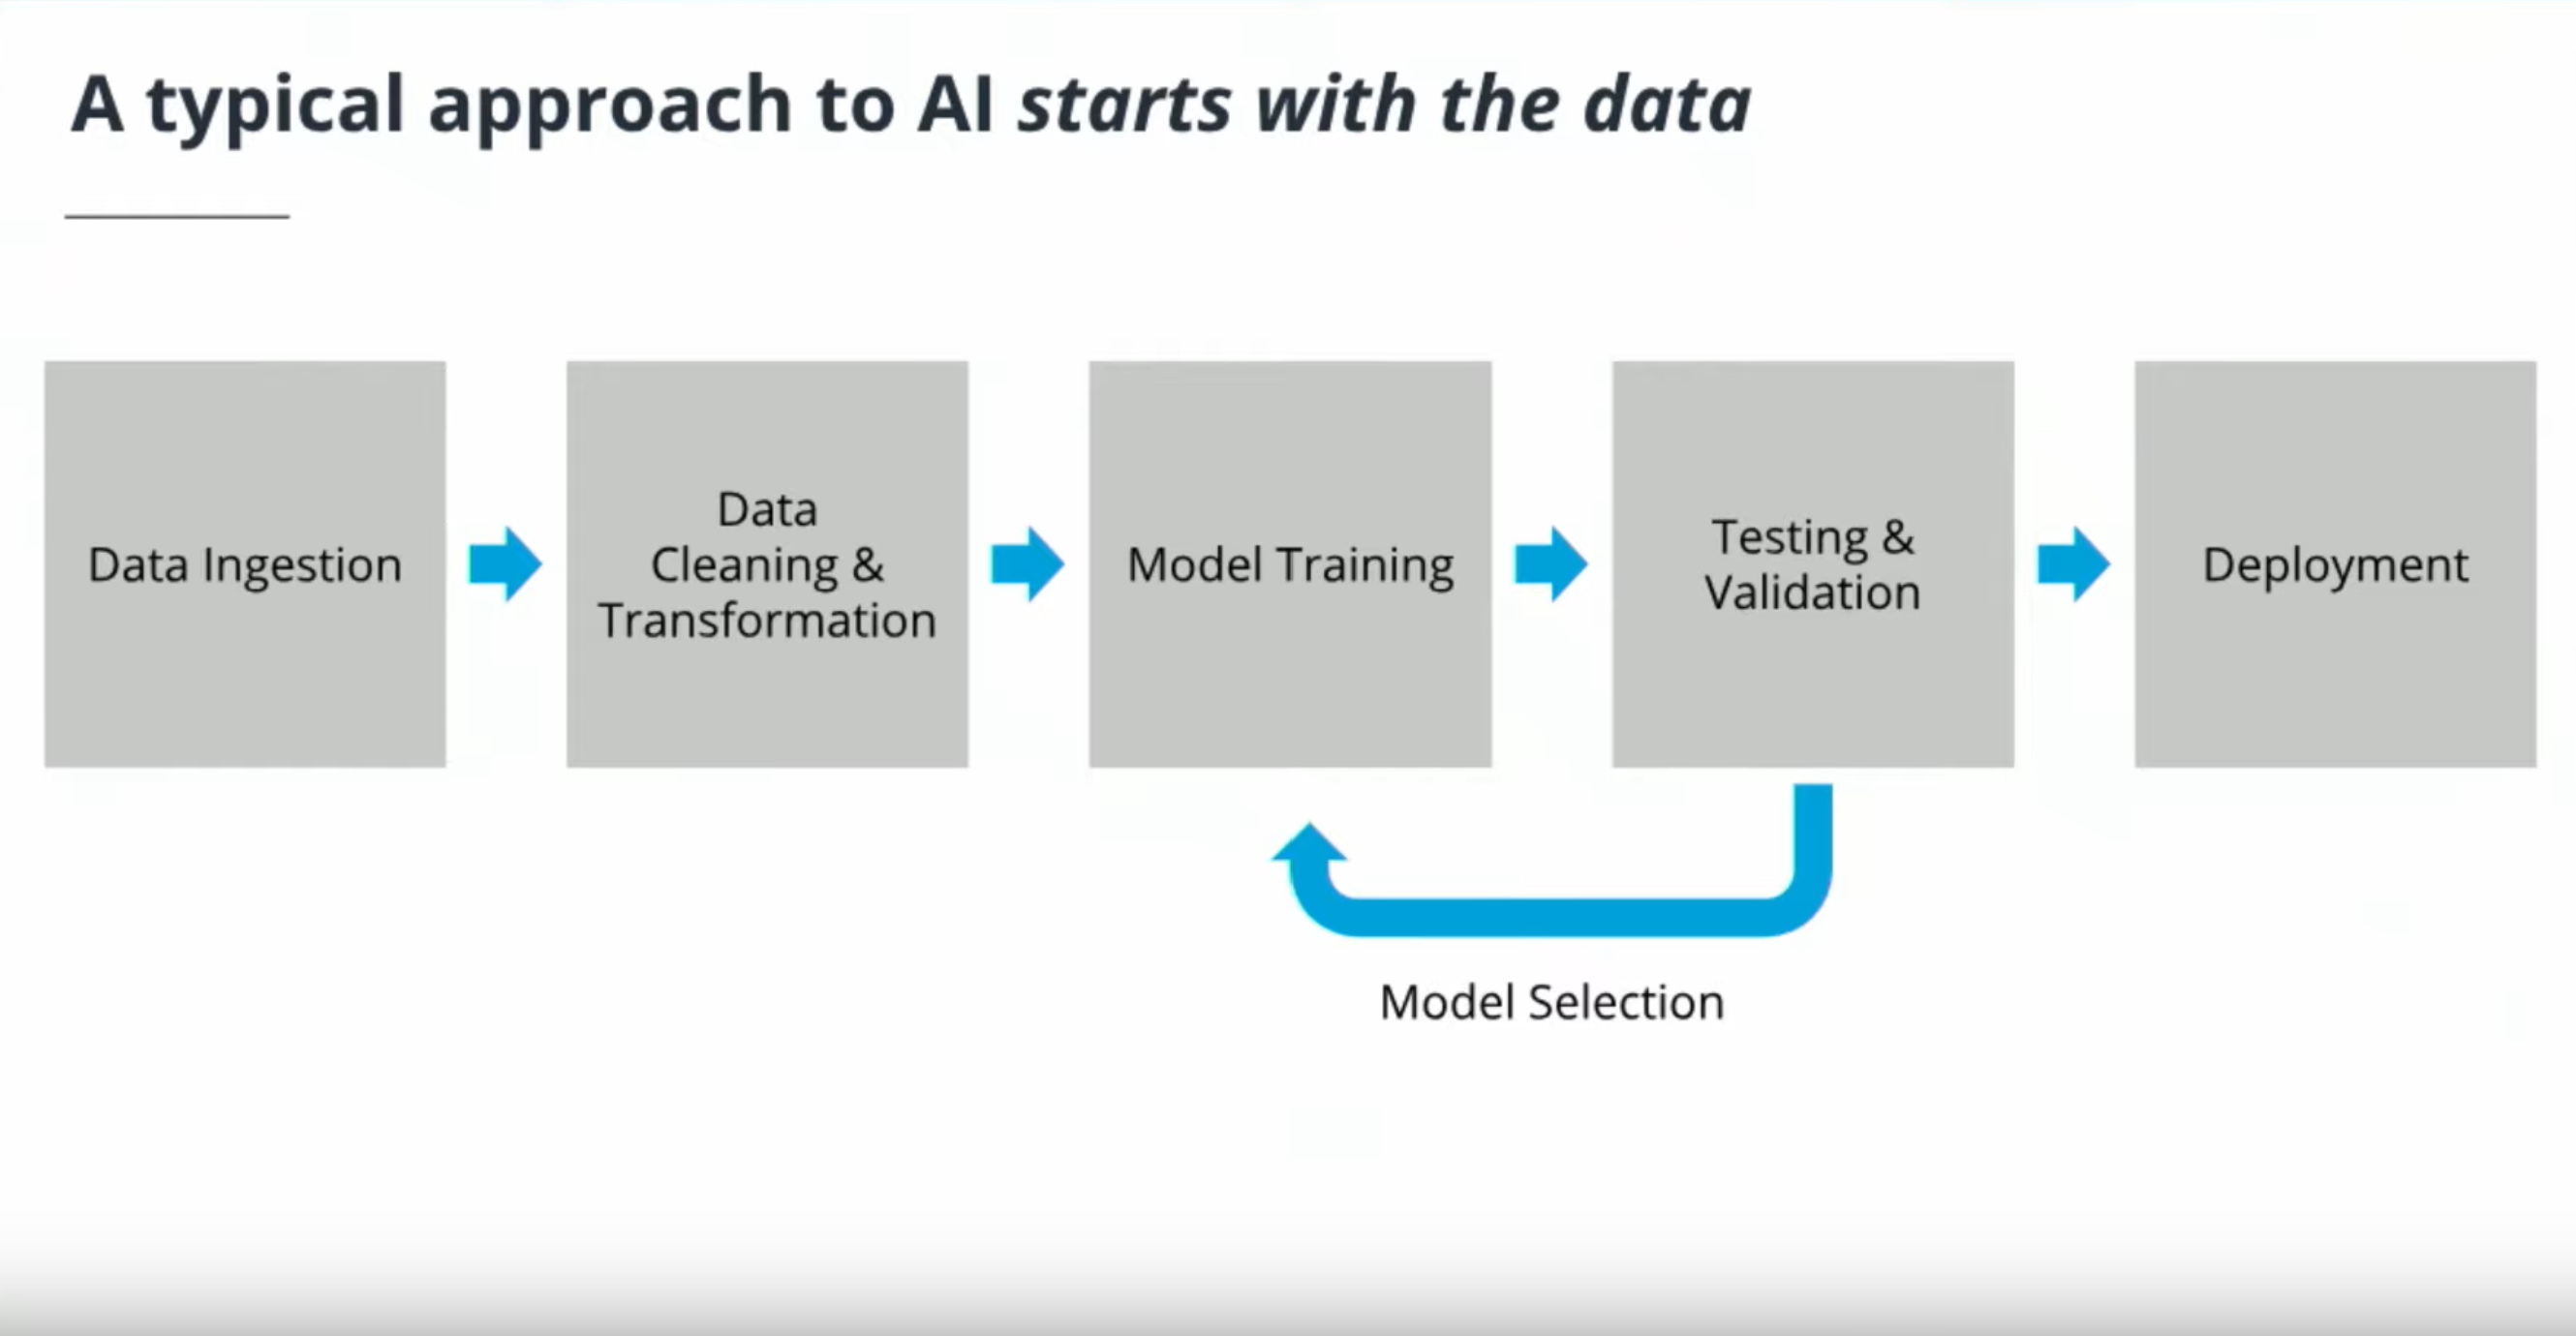 A typical approach to AI starts with the data
Data Ingestion
Data
Cleaning &
Transformation
Model Training
Testing &
Validation
Deployment
Model Selection